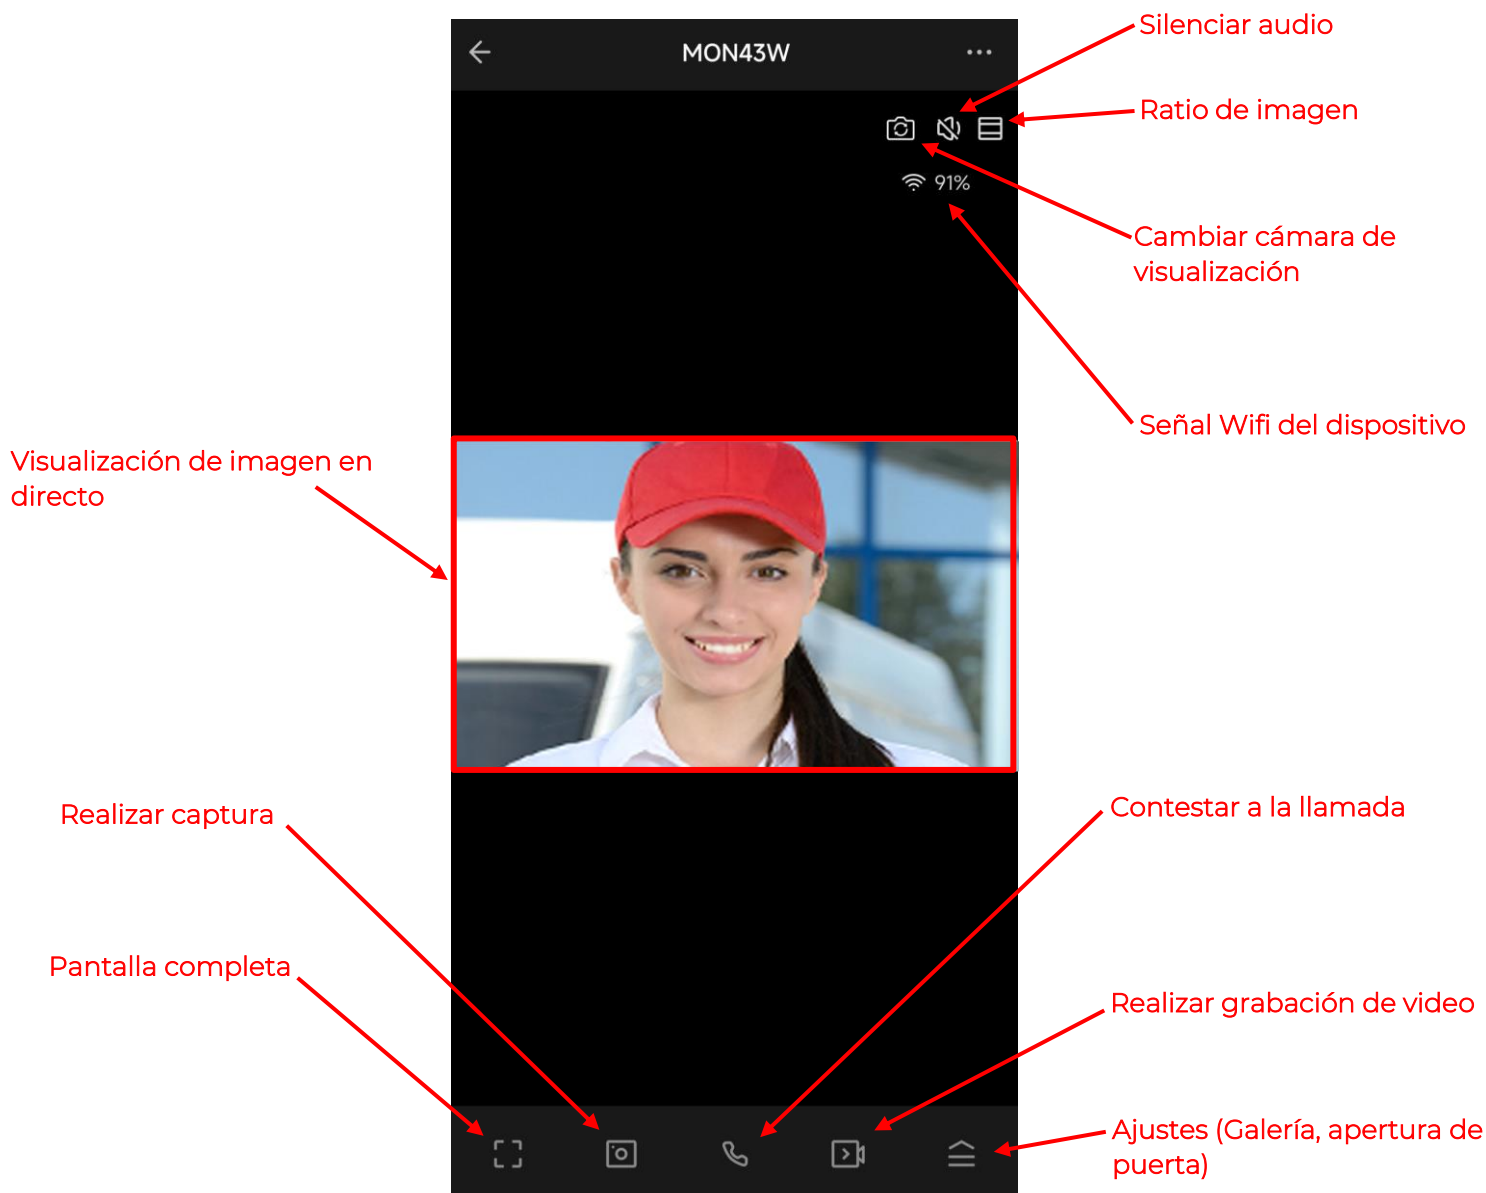 Silenciar audio
MON43W
Ratio de imagen
91%
Cambiar cámara de
visualización
Señal Wifi del dispositivo
Visualización de imagen en
directo
Realizar captura
Contestar a la llamada
Pantalla completa
Realizar grabación de video
Ajustes (Galería, apertura de
puerta)